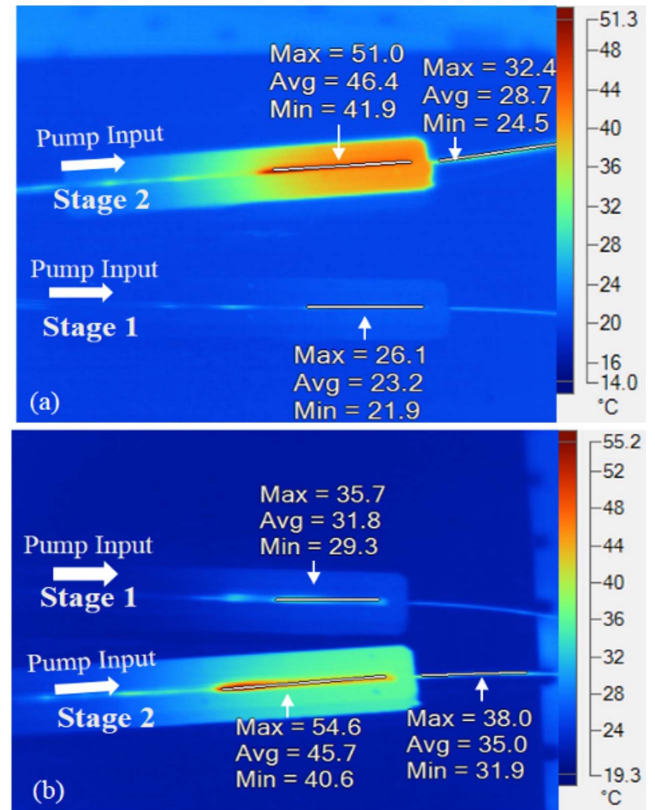 Max = 51.0
Avg = 46.4
Min = 41.9
Max = 32.4
Avg = 28.7
Min = 24.5
Pump Input
Stage 2
Pump Input
Stage 1
Max = 26.1
Avg = 23.2
Min = 21.9
(a)
51.3
48
44
40
36
32
28
24
20
16
14.0
°C
Max = 35.7
Avg = 31.8
Min = 29.3
Pump Input
Stage 1
Pump Input
Stage 2
Max = 54.6
Avg = 45.7
Min = 40.6
Max = 38.0
Avg = 35.0
Min = 31.9
(b)
55.2
52
48
44
40
36
32
28
24
19.3
°C